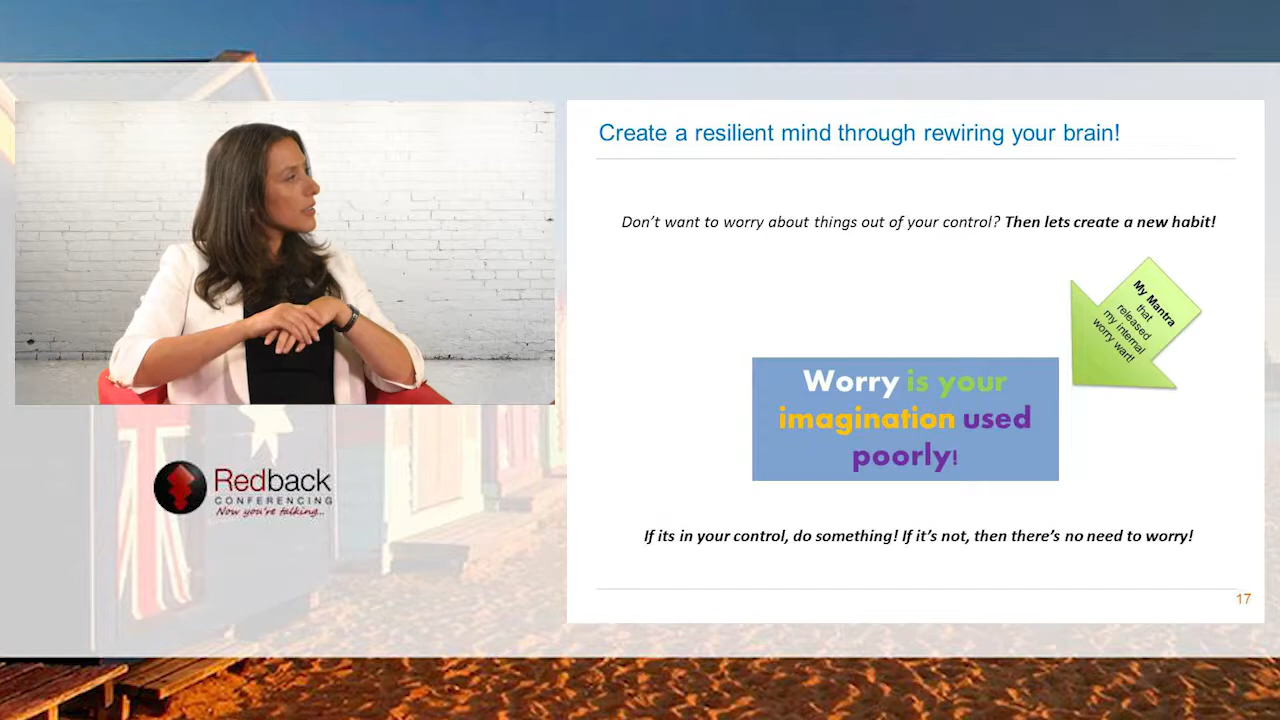 Create a resilient mind through rewiring your brain!
Don't want to worry about things out of your control? Then lets create a new habit!
My Mantra
that
released
my internal
worry wart!
Worry is your
imagination used
poorly!
If its in your control, do something! If it's not, then there's no need to worry!
17
Redback
CONFERENCING
Now you're talking...